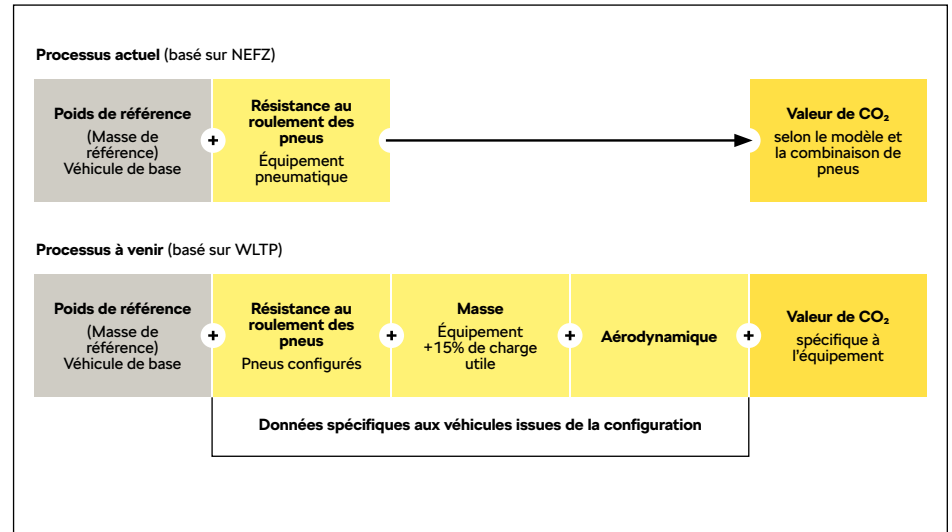 Processus actuel (basé sur NEFZ)
Poids de référence
(Masse de
référence)
Véhicule de base
+
Résistance au
roulement des
pneus
Équipement
pneumatique
Valeur de CO₂
selon le modèle et
la combinaison de
pneus
Processus à venir (basé sur WLTP)
Poids de référence
(Masse de
référence)
Véhicule de base
+
Résistance au
roulement des
pneus
Pneus configurés
+
Masse
Équipement
+15% de charge
utile
+
Aérodynamique
+
Valeur de CO₂
spécifique à
l'équipement
Données spécifiques aux véhicules issues de la configuration